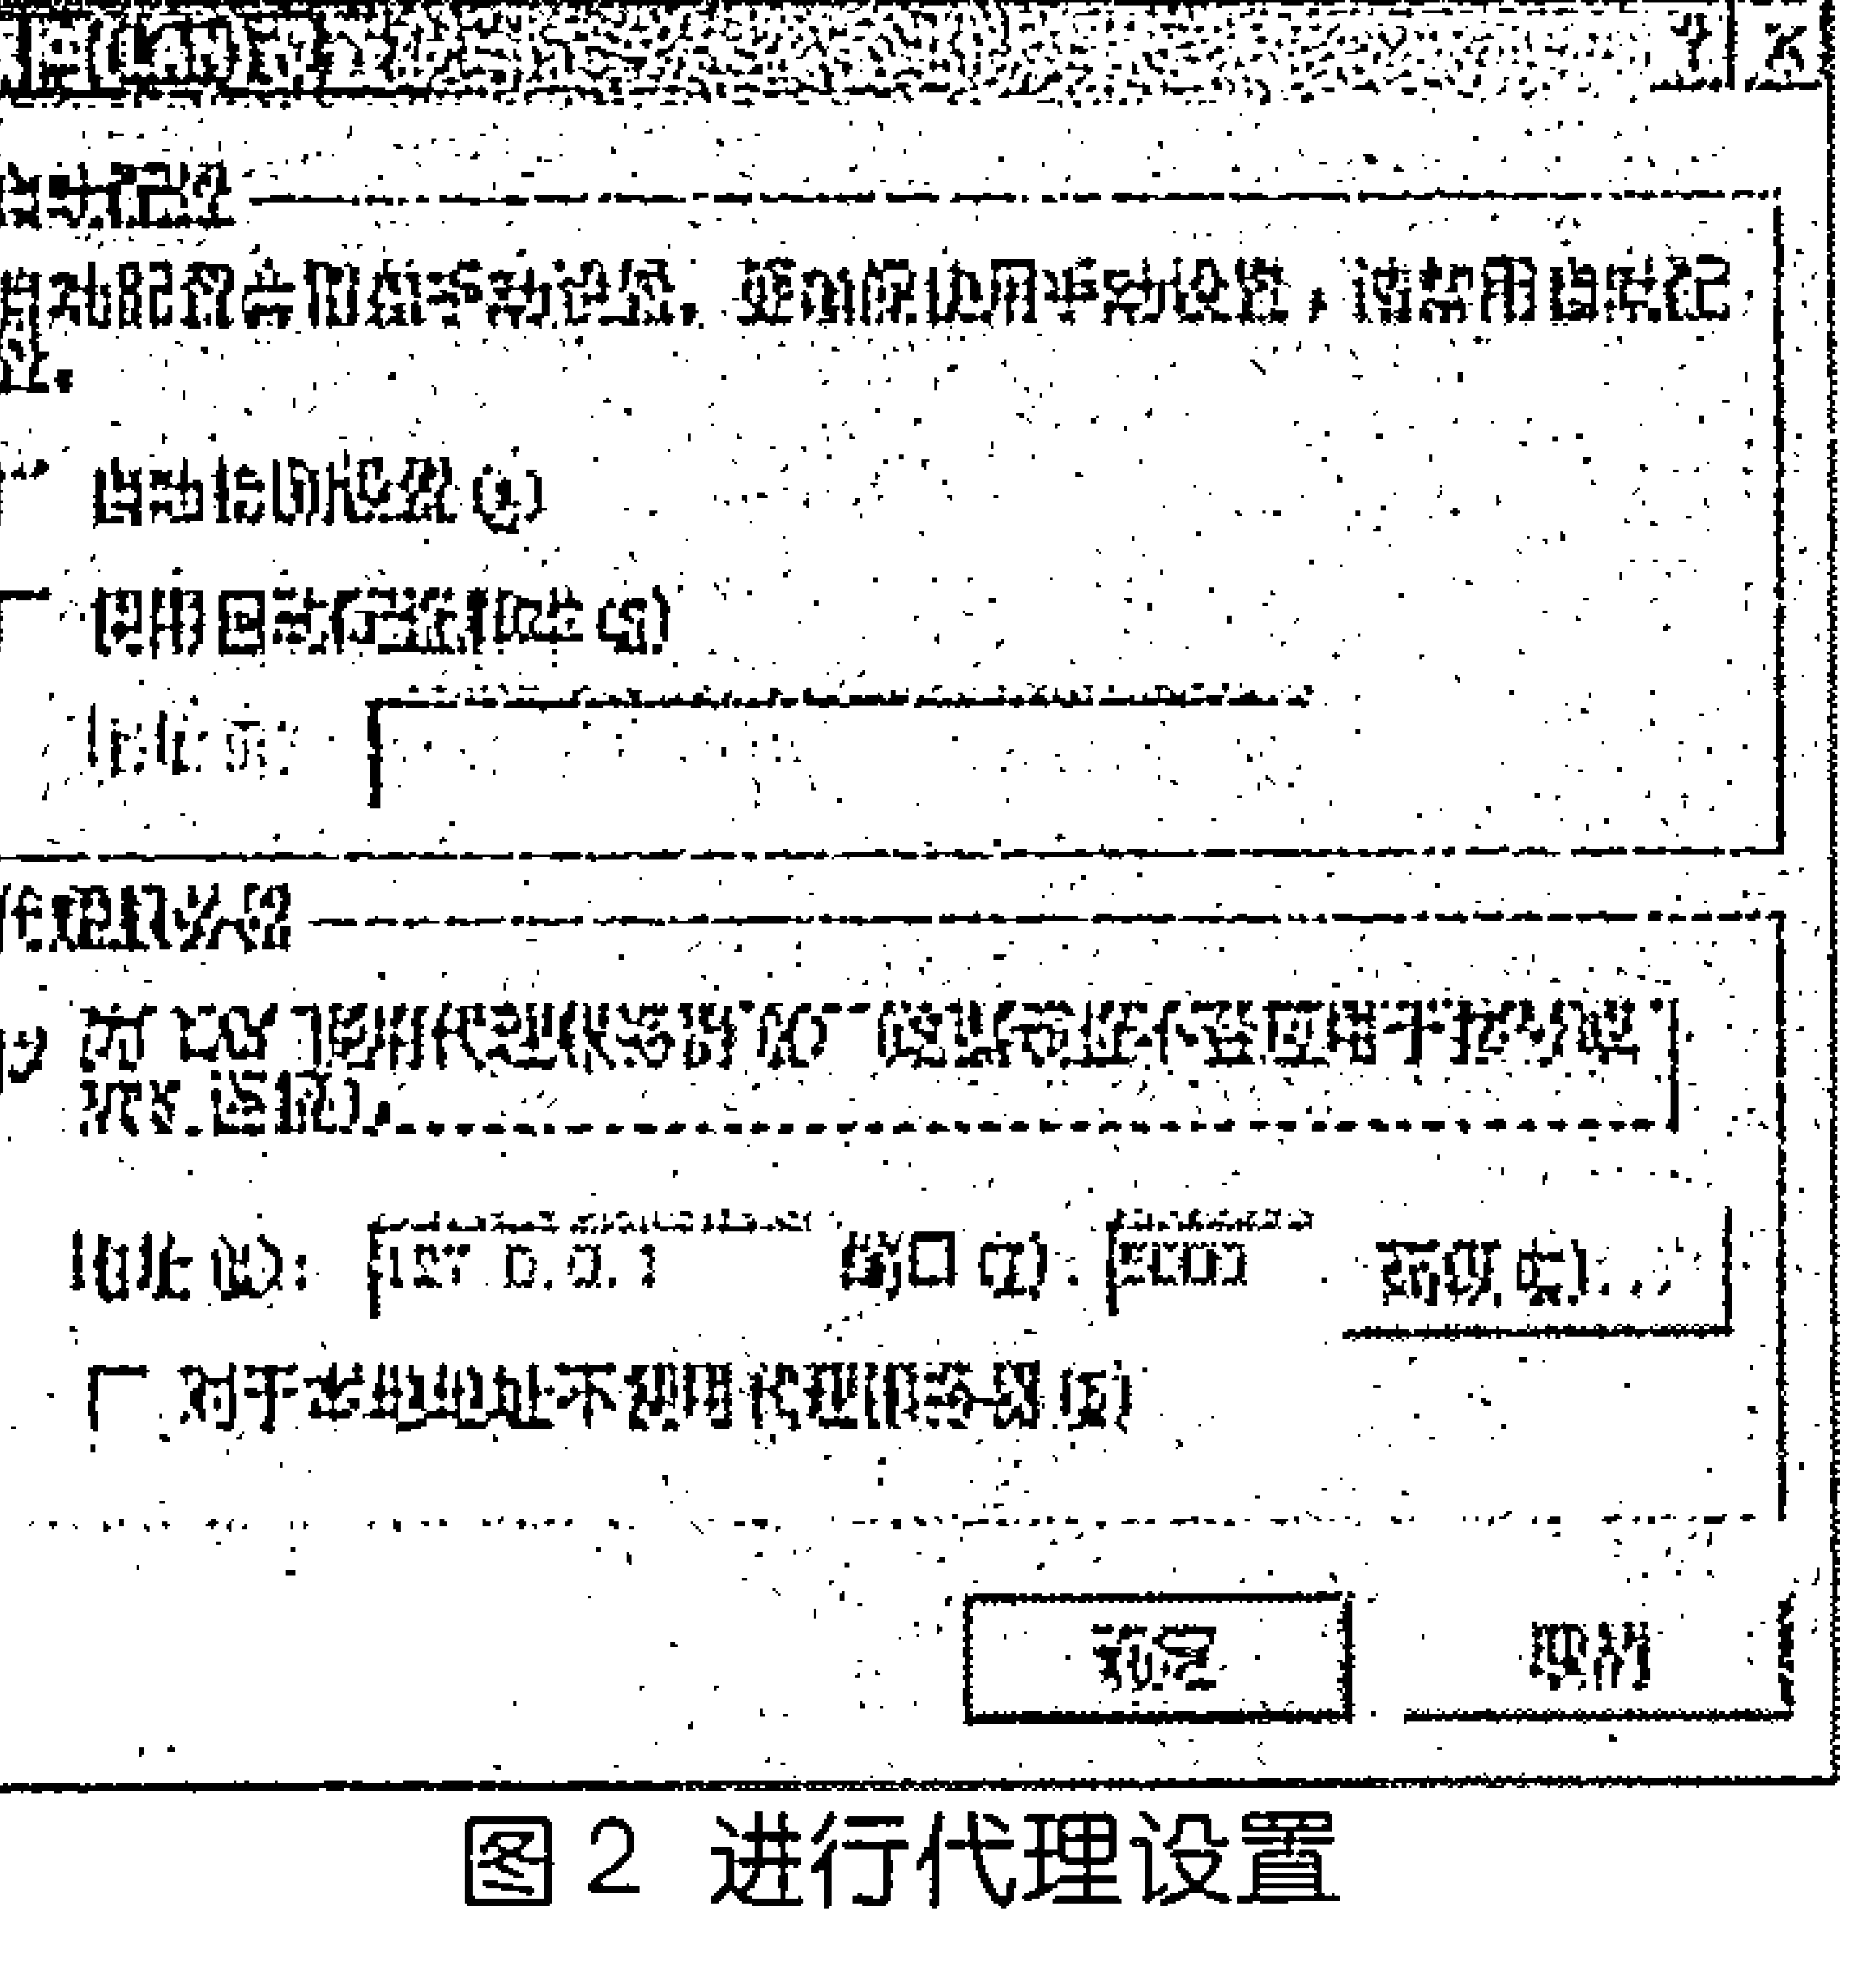 (LAN)设置
自动配置会覆盖手动设置。要确保使用手动设置，请禁用自动配
置。
自动检测设置(A)
使用自动配置脚本(S)
地址(R):
代理服务器
为 LAN 使用代理服务器(X) (这些设置不会应用于拨号或
VPN 连接)。
地址(E): 127.0.0.1 端口(T): 高级(C)...
对于本地地址不使用代理服务器(B)
确定 取消
图2 进行代理设置